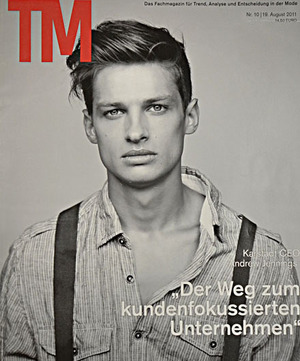 Das Fachmagazin für Trend, Analyse und Entscheidung in der Mode
TM
Nr. 10 | 19. August 2011
CEO
Andrew Jennings:
„Der Weg zum
kundenfokussierten
Unternehmen“